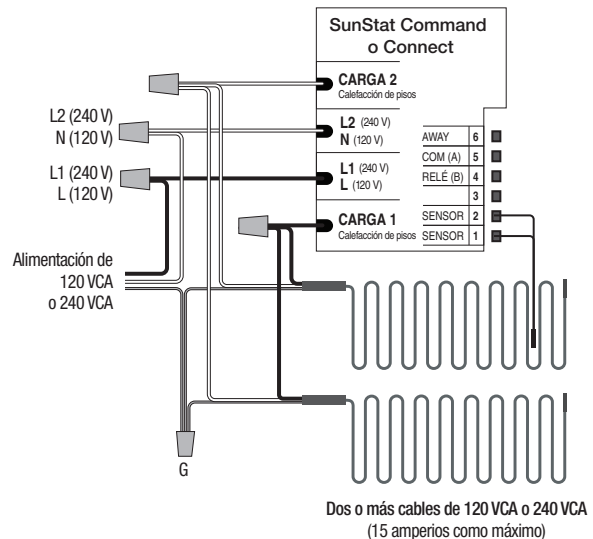 SunStat Command
o Connect
CARGA 2
Calefacción de pisos
L2 (240 V)
N (120 V)
L2 (240 V)
N (120 V)
L1 (240 V)
L (120 V)
L1 (240 V)
L (120 V)
CARGA 1
Calefacción de pisos
AWAY 6
COM (A) 5
RELÉ (B) 4
3
SENSOR 2
SENSOR 1
Alimentación de
120 VCA
o 240 VCA
G
Dos o más cables de 120 VCA o 240 VCA
(15 amperios como máximo)